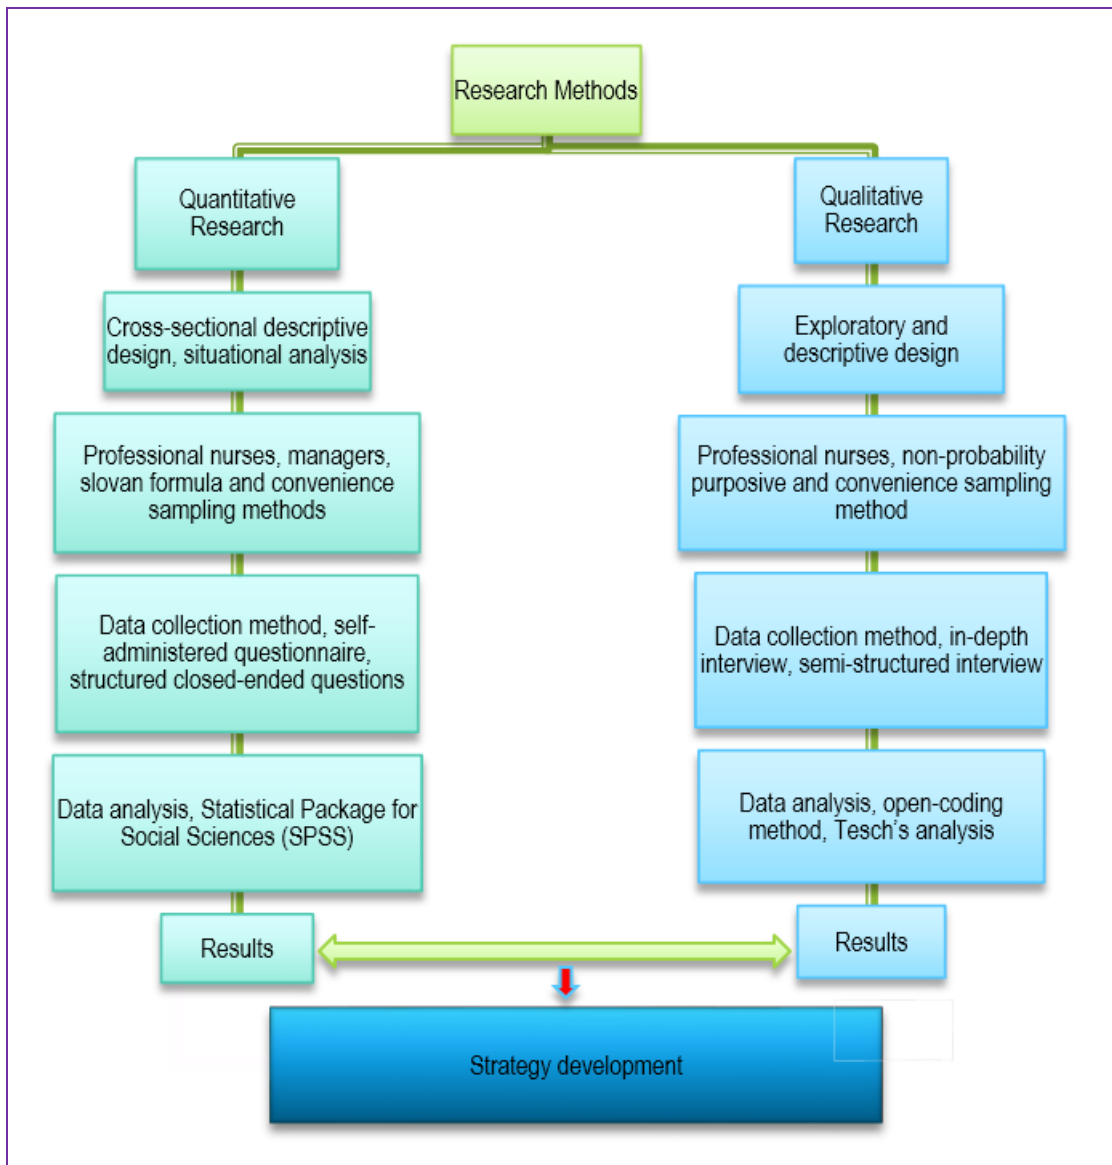 Research Methods
Quantitative
Research
Cross-sectional descriptive
design, situational analysis
Professional nurses, managers,
slovan formula and convenience
sampling methods
Data collection method, self-
administered questionnaire,
structured closed-ended questions
Data analysis, Statistical Package for
Social Sciences (SPSS)
Results
Qualitative
Research
Exploratory and
descriptive design
Professional nurses, non-probability
purposive and convenience sampling
method
Data collection method, in-depth
interview, semi-structured interview
Data analysis, open-coding
method, Tesch’s analysis
Results
Strategy development